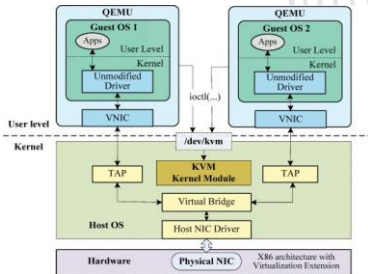 QEMU
Guest OS 1
Apps
User Level
Kernel
Unmodified
Driver
VNIC
QEMU
Guest OS 2
Apps
User Level
Kernel
Unmodified
Driver
VNIC
ioctl(...)
User level
Kernel
/dev/kvm
TAP
KVM
Kernel Module
TAP
Virtual Bridge
Host NIC Driver
Host OS
Hardware
Physical NIC
X86 architecture with
Virtualization Extension